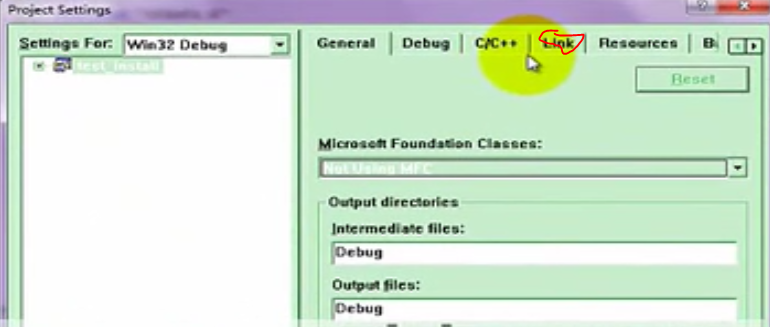 Project Settings
Settings For: Win32 Debug
General Debug C/C++ Link Resources B
test_install
Reset
Microsoft Foundation Classes:
Not Using MFC
Output directories
Intermediate files:
Debug
Output files:
Debug